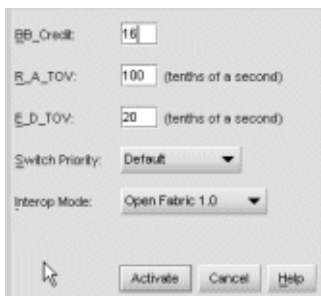 BB_Credit: 16
R_A_TOV: 100 (tenths of a second)
E_D_TOV: 20 (tenths of a second)
Switch Priority: Default
Interop Mode: Open Fabric 1.0
Activate Cancel Help